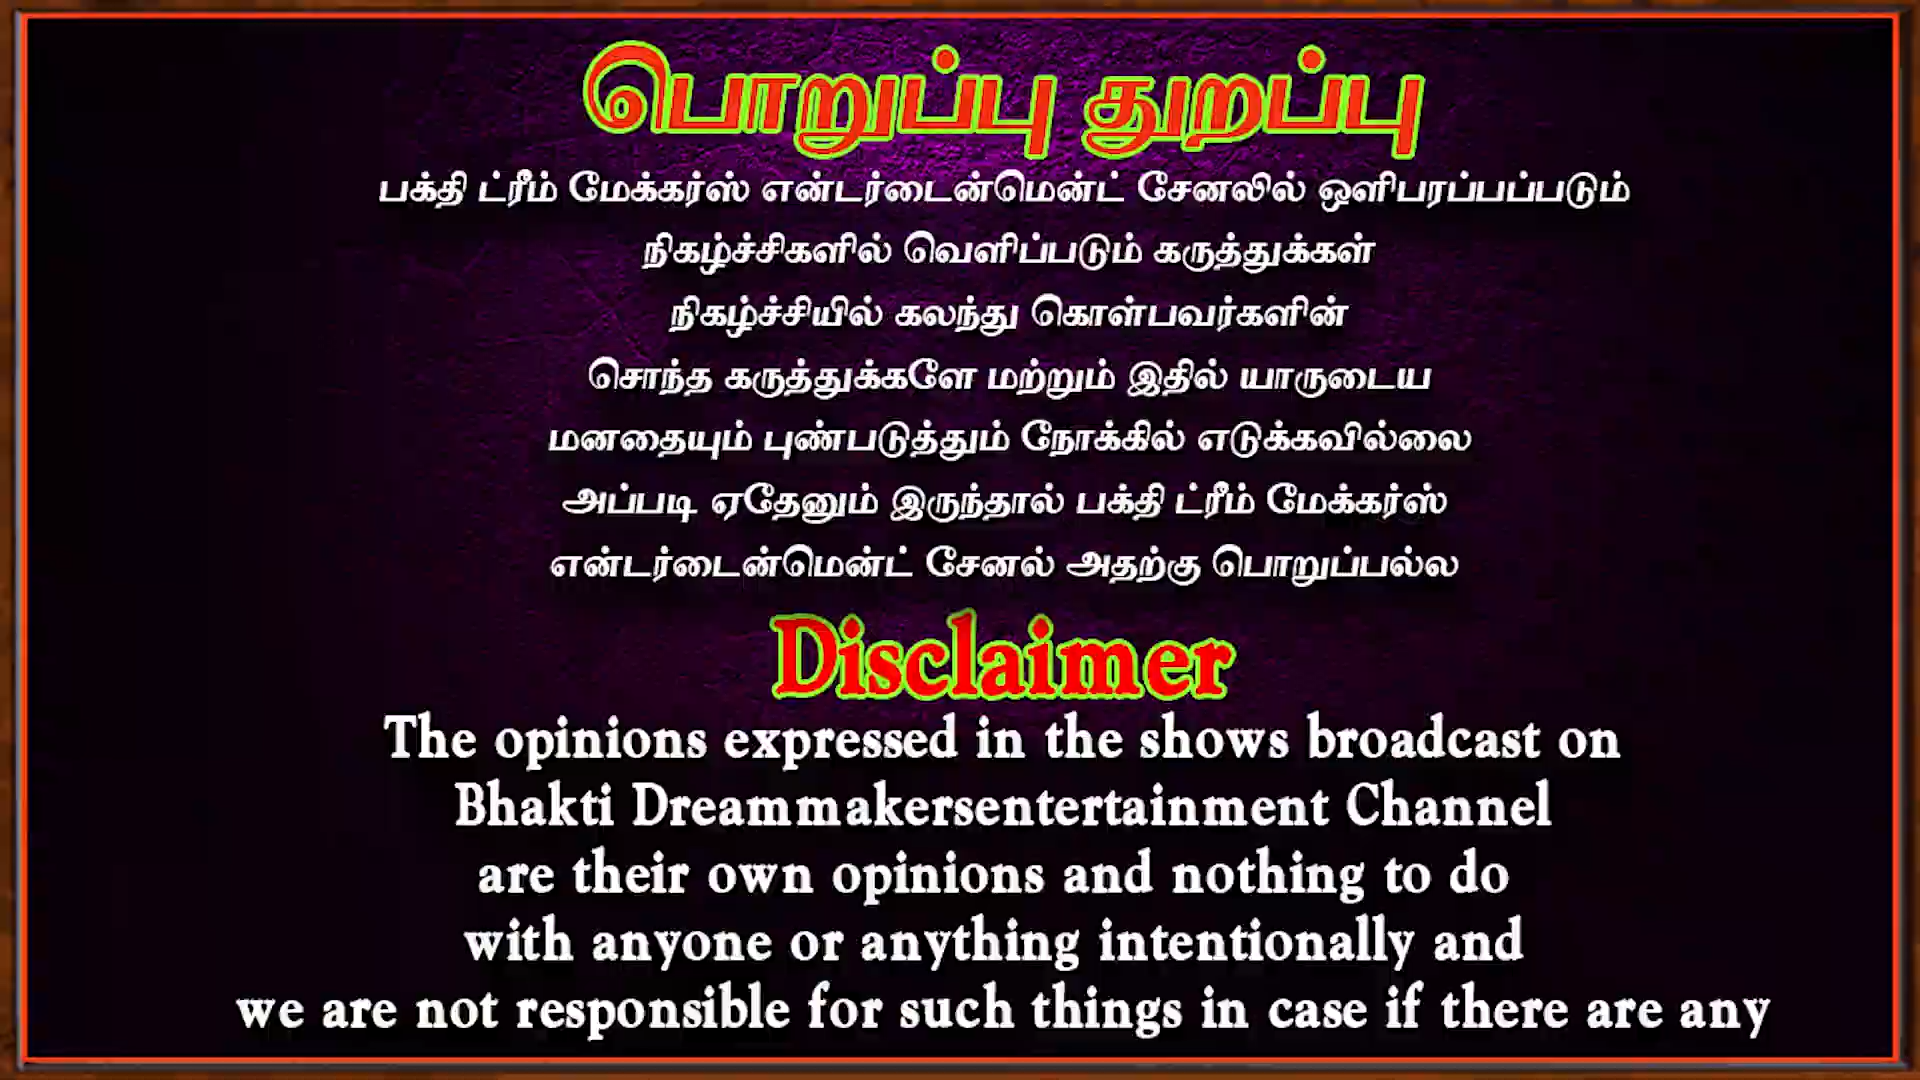 பொறுப்பு துறப்பு
பக்தி ட்ரீம் மேக்கர்ஸ் என்டர்டைன்மென்ட் சேனலில் ஒளிபரப்பப்படும்
நிகழ்ச்சிகளில் வெளிப்படும் கருத்துக்கள்
நிகழ்ச்சியில் கலந்து கொள்பவர்களின்
சொந்த கருத்துக்களே மற்றும் இதில் யாருடைய
மனதையும் புண்படுத்தும் நோக்கில் எடுக்கவில்லை
அப்படி ஏதேனும் இருந்தால் பக்தி ட்ரீம் மேக்கர்ஸ்
என்டர்டைன்மென்ட் சேனல் அதற்கு பொறுப்பல்ல
Disclaimer
The opinions expressed in the shows broadcast on
Bhakti Dreammakersentertainment Channel
are their own opinions and nothing to do
with anyone or anything intentionally and
we are not responsible for such things in case if there are any